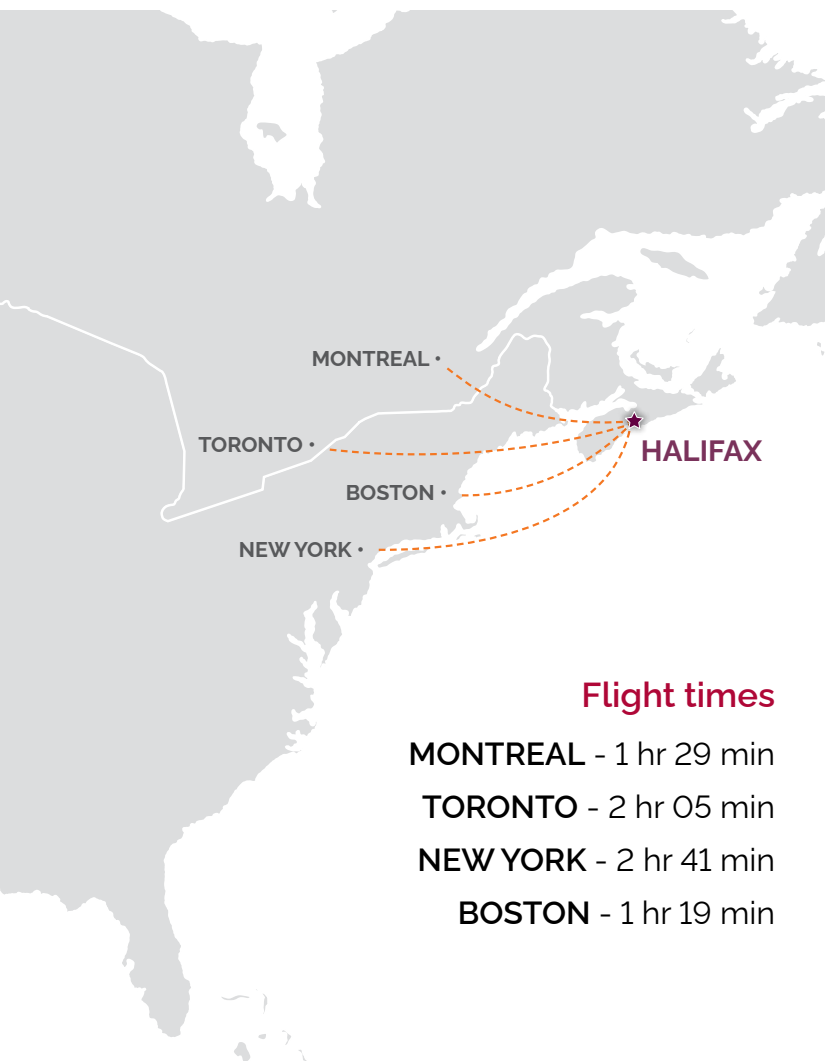 MONTREAL •
TORONTO •
HALIFAX
BOSTON •
NEW YORK •
Flight times
MONTREAL - 1 hr 29 min
TORONTO - 2 hr 05 min
NEW YORK - 2 hr 41 min
BOSTON - 1 hr 19 min